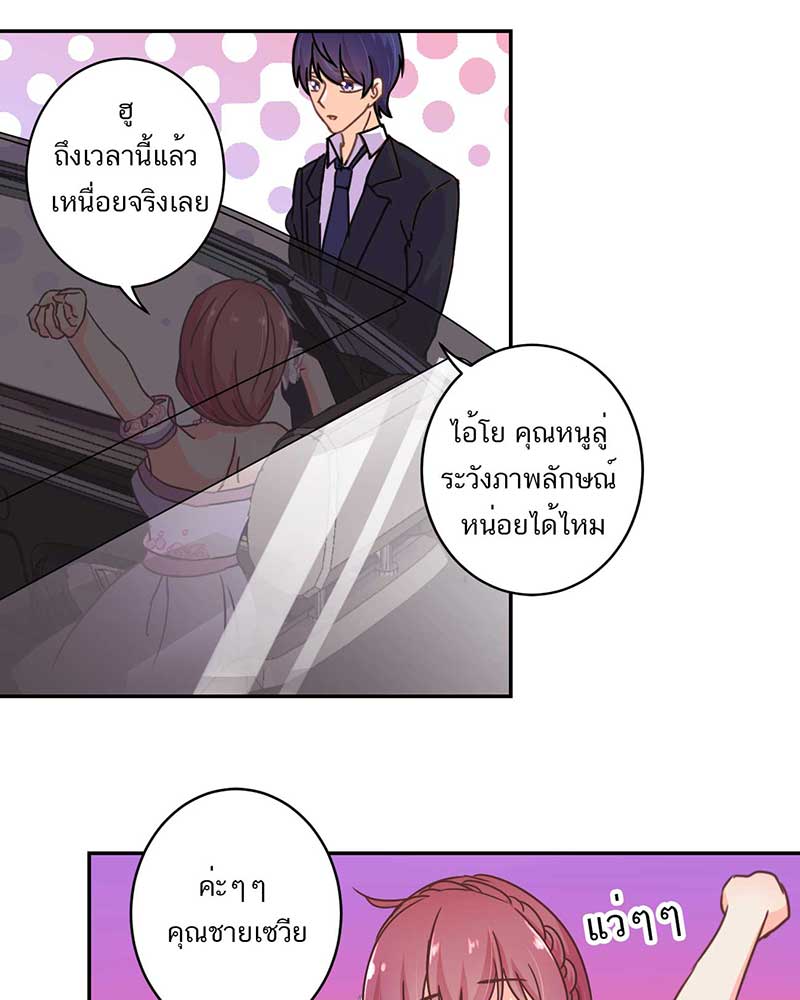 ฮู
ถึงเวลานี้แล้ว
เหนื่อยจริงเลย
ไอ้โย คุณหนูลู่
ระวังภาพลักษณ์
หน่อยได้ไหม
ค่ะๆๆ
คุณชายเซวีย
แว่ๆๆ